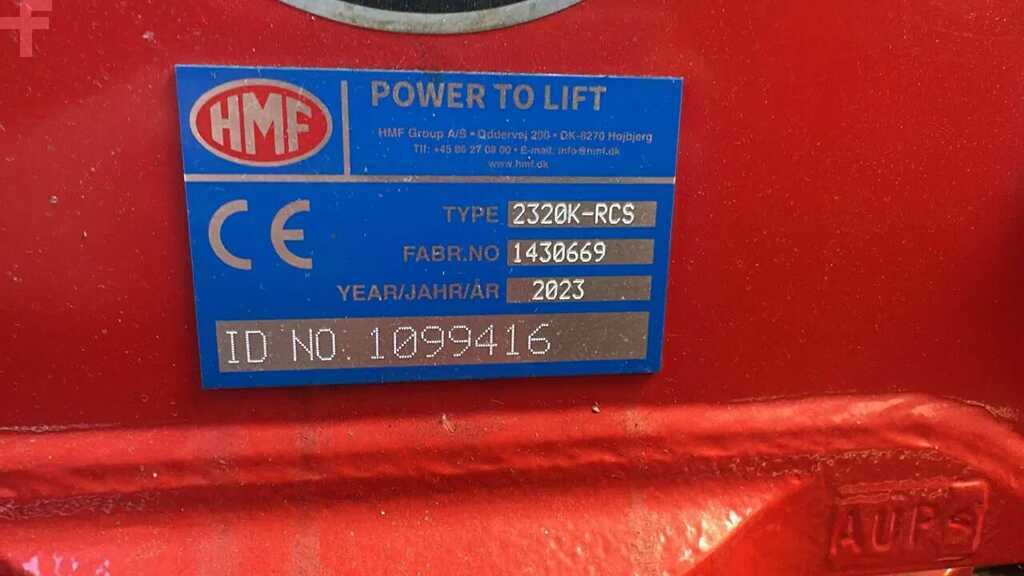 HMF
POWER TO LIFT
HMF Group A/S • Oddervej 200 • DK-8270 Højbjerg
Tlf: +45 86 27 08 00 • E-mail: info@hmf.dk
www.hmf.dk
CE
TYPE 2320K-RCS
FABR.NO 1430669
YEAR/JAHR/ÅR 2023
ID NO 1099416